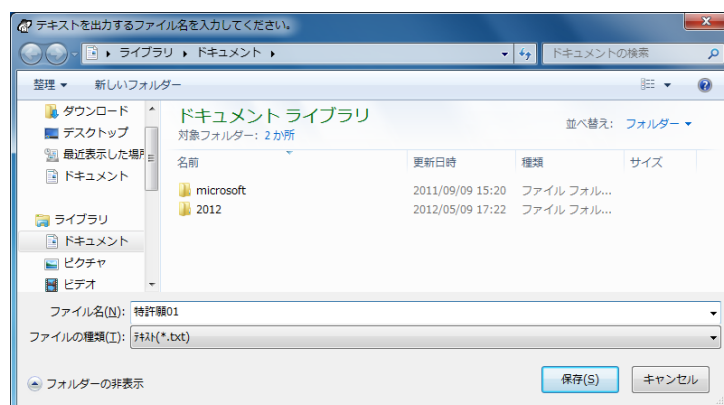 テキストを出力するファイル名を入力してください。
ライブラリ ▸ ドキュメント ▸
ドキュメントの検索
整理 ▼ 新しいフォルダー
ダウンロード
デスクトップ
最近表示した場所
ドキュメント
ライブラリ
ドキュメント
ピクチャ
ビデオ
ドキュメント ライブラリ
対象フォルダー: 2 か所
並べ替え: フォルダー ▼
名前 更新日時 種類 サイズ
microsoft 2011/09/09 15:20 ファイル フォル...
2012 2012/05/09 17:22 ファイル フォル...
ファイル名(N): 特許願01
ファイルの種類(T): ﾃｷｽﾄ(*.txt)
フォルダーの非表示
保存(S) キャンセル